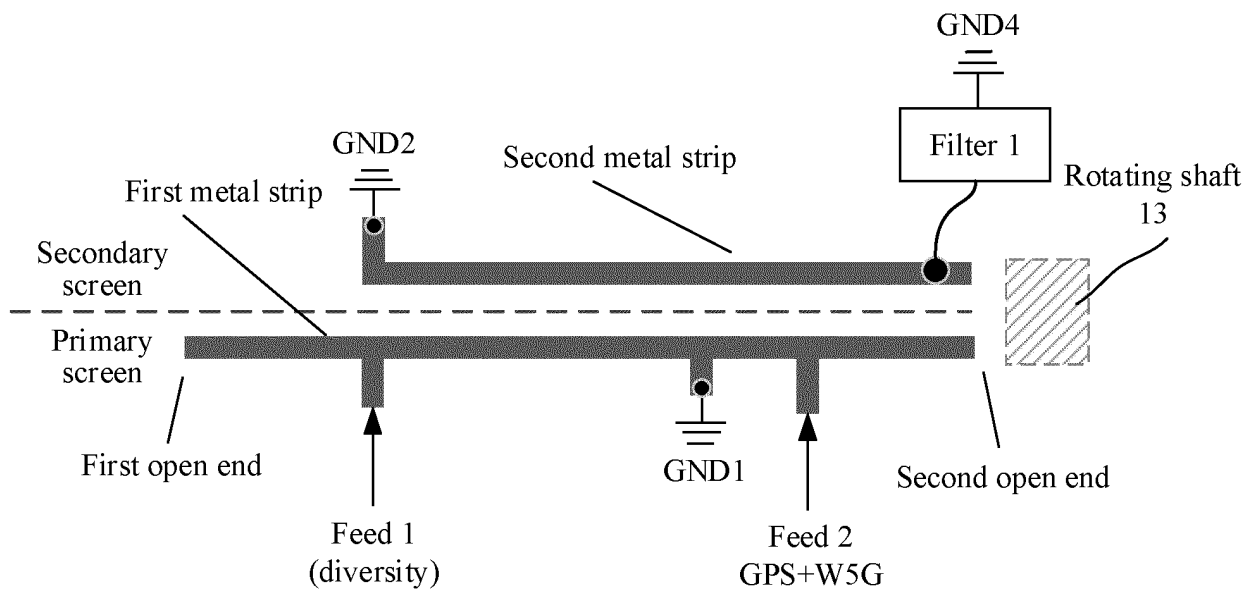 GND4
Filter 1
GND2
Second metal strip
Rotating shaft
13
First metal strip
Secondary
screen
Primary
screen
First open end
GND1
Second open end
Feed 1
(diversity)
Feed 2
GPS+W5G